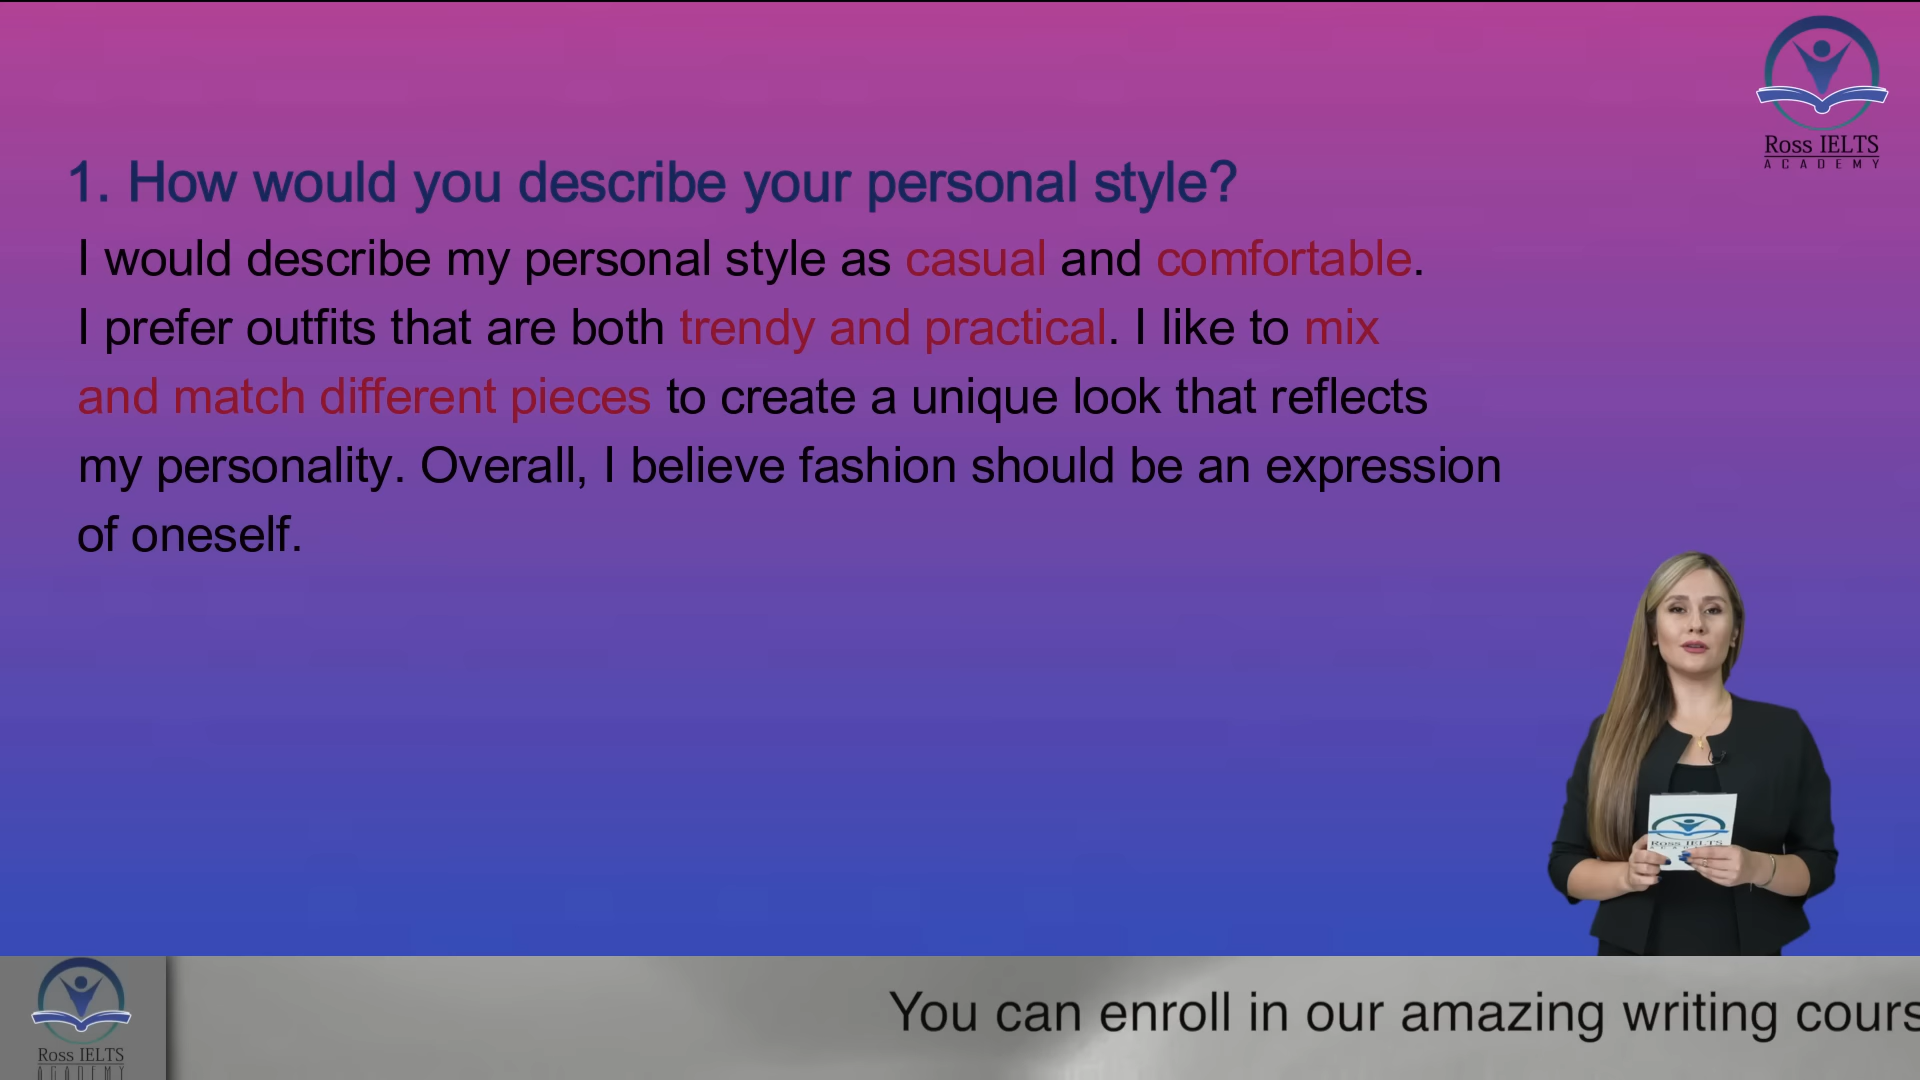 Ross IELTS
ACADEMY
1. How would you describe your personal style?
I would describe my personal style as casual and comfortable.
I prefer outfits that are both trendy and practical. I like to mix
and match different pieces to create a unique look that reflects
my personality. Overall, I believe fashion should be an expression
of oneself.
Ross IELTS
You can enroll in our amazing writing cours
Ross IELTS
ACADEMY